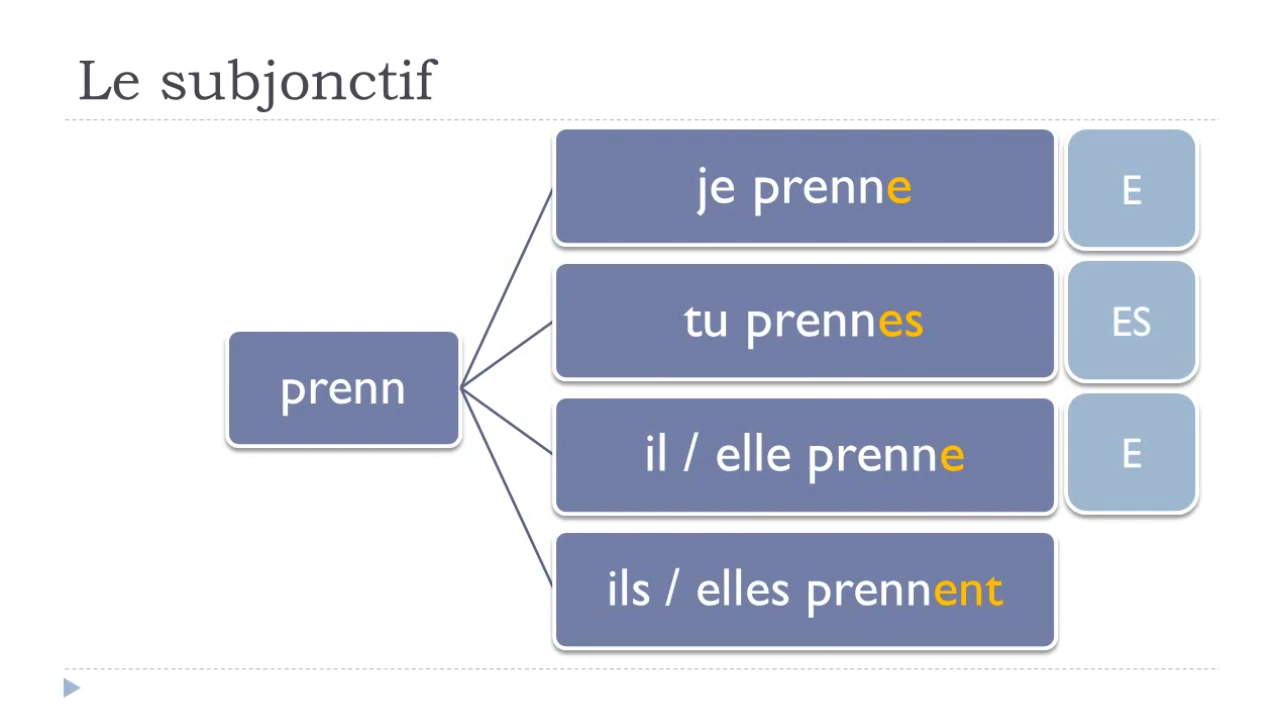 Le subjonctif
je prenne
E
tu prennes
ES
prenn
il / elle prenne
E
ils / elles prennent